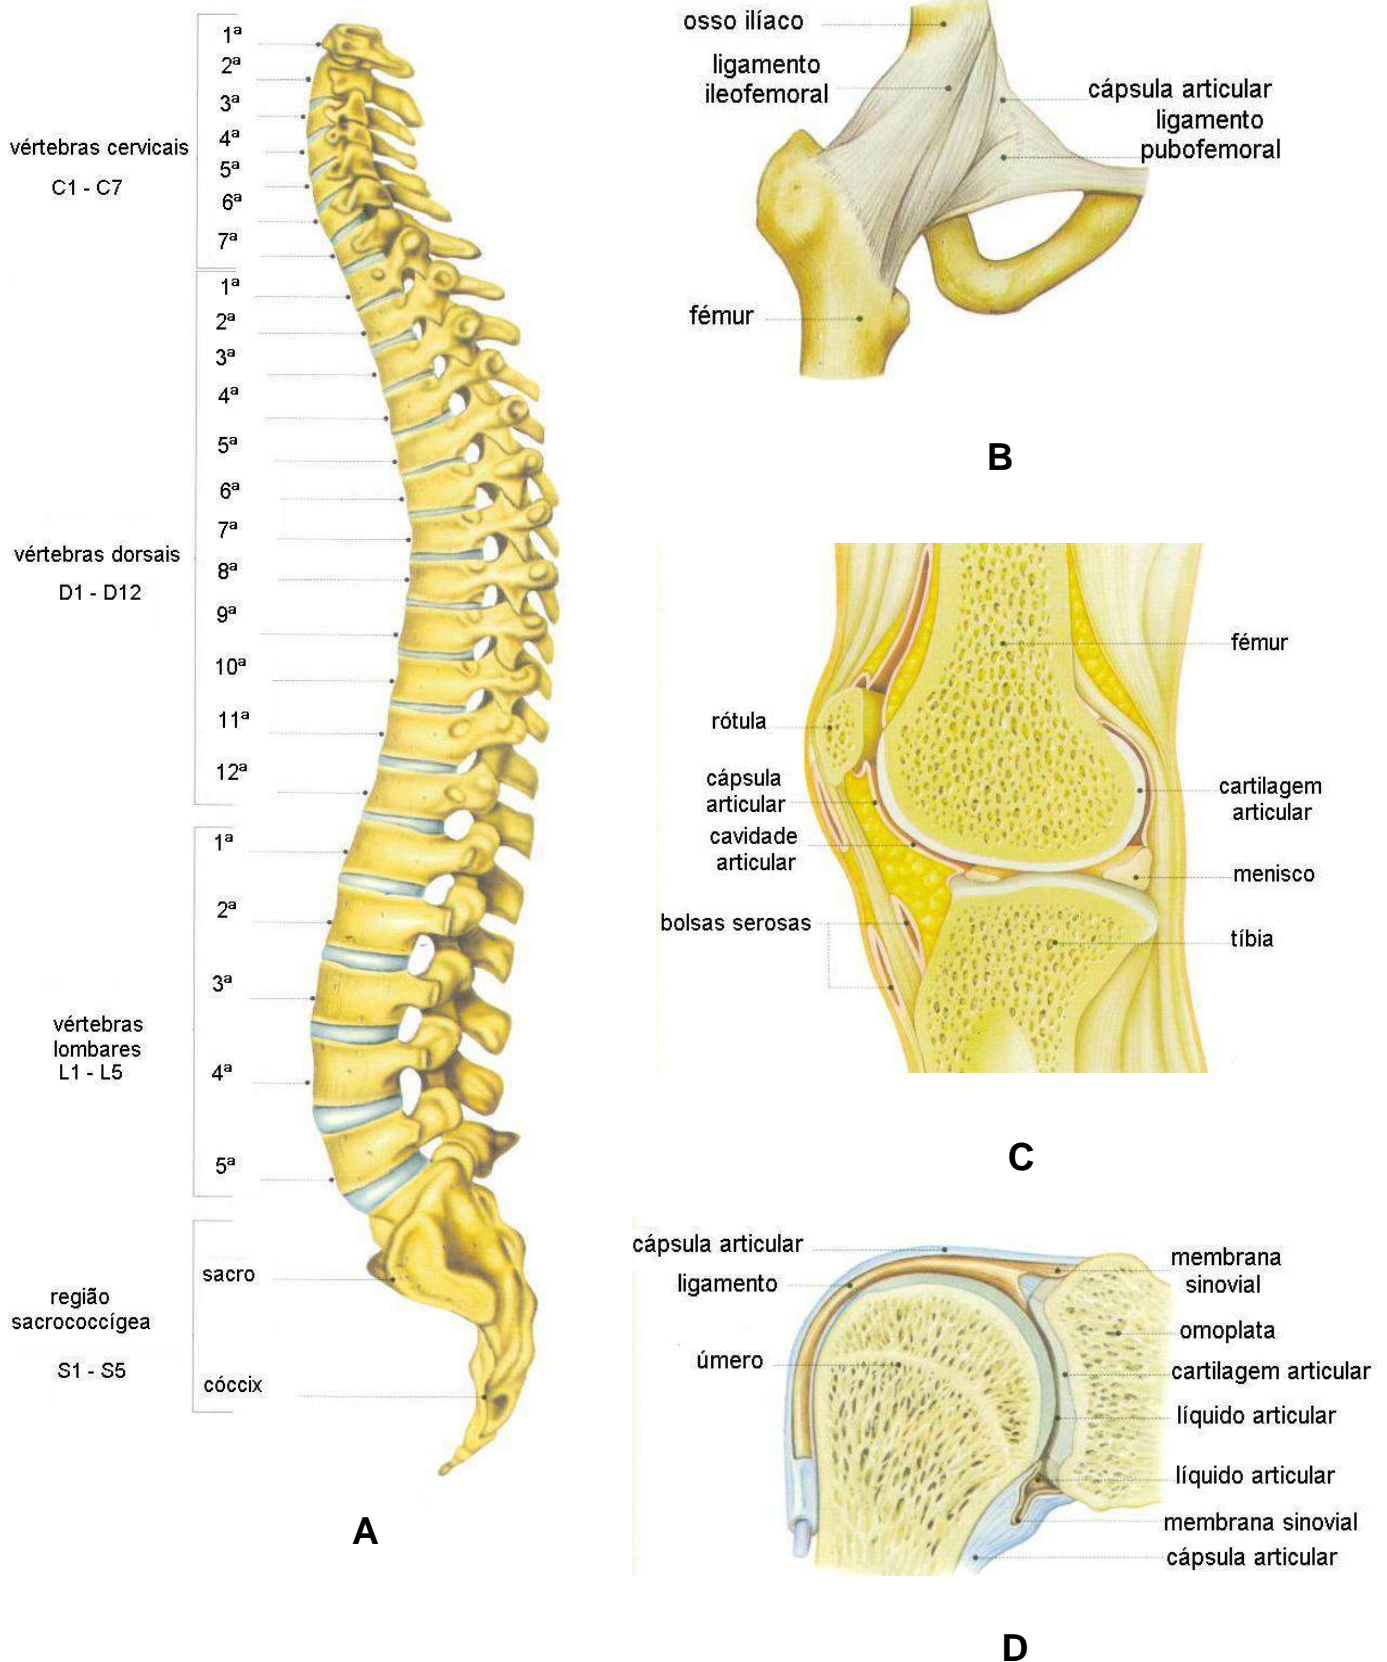 1ª
2ª
3ª
4ª
5ª
6ª
7ª
vértebras cervicais
C1 - C7
1ª
2ª
3ª
4ª
5ª
6ª
7ª
8ª
9ª
10ª
11ª
12ª
vértebras dorsais
D1 - D12
1ª
2ª
3ª
4ª
5ª
vértebras
lombares
L1 - L5
sacro
cóccix
região
sacrococcígea
S1 - S5
A
osso ilíaco
ligamento
ileofemoral
cápsula articular
ligamento
pubofemoral
fémur
B
fémur
rótula
cápsula
articular
cavidade
articular
bolsas serosas
cartilagem
articular
menisco
tíbia
C
cápsula articular
ligamento
úmero
membrana
sinovial
omoplata
cartilagem articular
líquido articular
líquido articular
membrana sinovial
cápsula articular
D